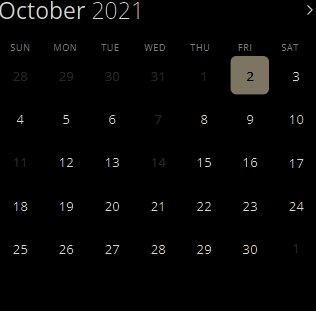 October 2021
SUN MON TUE WED THU FRI SAT
28 29 30 31 1 2 3
4 5 6 7 8 9 10
11 12 13 14 15 16 17
18 19 20 21 22 23 24
25 26 27 28 29 30 1